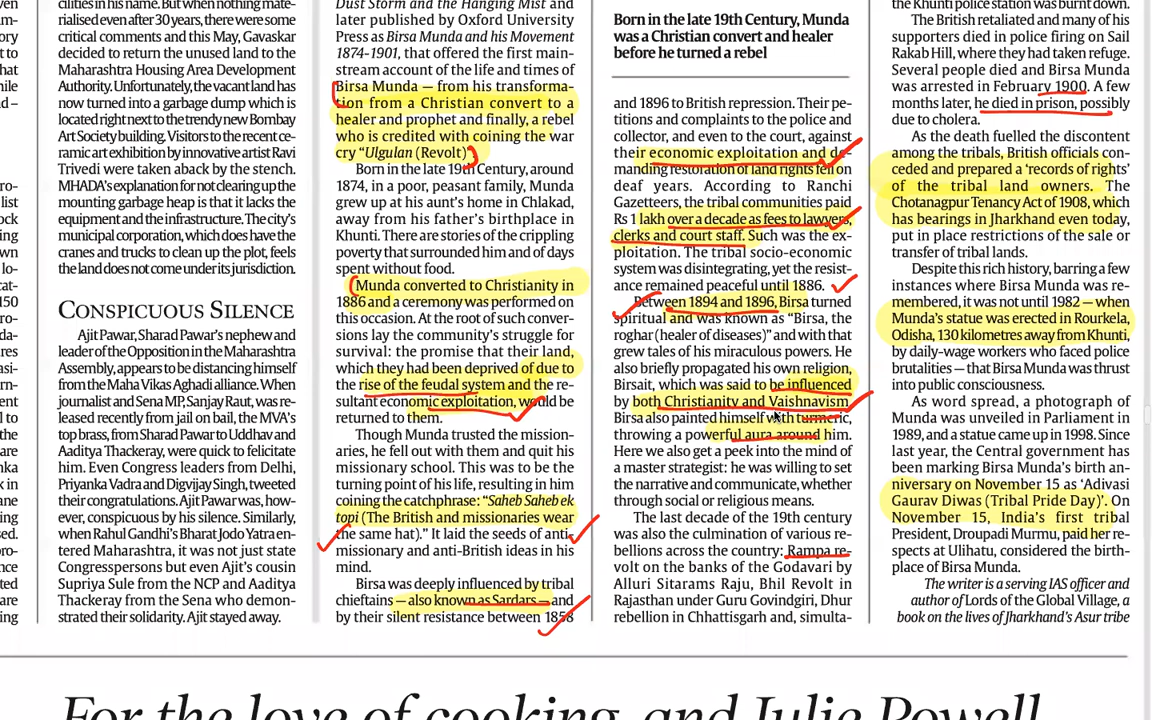 ven
m-
ory
t to
hat
hile
d –
ro-
list
ock
ing
wn
lo-
cat-
150
ro-
da-
res
asi-
rn-
ent
l to
the
are
ka
k in
ane
ing
sed.
pro-
nce
ted
are
ing
cilities in his name. But when nothing mate-
rialised even after 30 years, there were some
critical comments and this May, Gavaskar
decided to return the unused land to the
Maharashtra Housing Area Development
Authority. Unfortunately, the vacant land has
now turned into a garbage dump which is
located right next to the trendy new Bombay
Art Society building. Visitors to the recent ce-
ramic art exhibition by innovative artist Ravi
Trivedi were taken aback by the stench.
MHADA's explanation for not clearing up the
mounting garbage heap is that it lacks the
equipment and the infrastructure. The city's
municipal corporation, which does have the
cranes and trucks to clean up the plot, feels
the land does not come under its jurisdiction.
CONSPICUOUS SILENCE
Ajit Pawar, Sharad Pawar's nephew and
leader of the Opposition in the Maharashtra
Assembly, appears to be distancing himself
from the Maha Vikas Aghadi alliance. When
journalist and Sena MP, Sanjay Raut, was re-
leased recently from jail on bail, the MVA's
top brass, from Sharad Pawar to Uddhav and
Aaditya Thackeray, were quick to felicitate
him. Even Congress leaders from Delhi,
Priyanka Vadra and Digvijay Singh, tweeted
their congratulations. Ajit Pawar was, how-
ever, conspicuous by his silence. Similarly,
when Rahul Gandhi's Bharat Jodo Yatra en-
tered Maharashtra, it was not just state
Congresspersons but even Ajit's cousin
Supriya Sule from the NCP and Aaditya
Thackeray from the Sena who demon-
strated their solidarity. Ajit stayed away.
Dust Storm and the Hanging Mist and
later published by Oxford University
Press as Birsa Munda and his Movement
1874-1901, that offered the first main-
stream account of the life and times of
Birsa Munda — from his transforma-
tion from a Christian convert to a
healer and prophet and finally, a rebel
who is credited with coining the war
cry “Ulgulan (Revolt)”.
Born in the late 19th Century, around
1874, in a poor, peasant family, Munda
grew up at his aunt's home in Chlakad,
away from his father's birthplace in
Khunti. There are stories of the crippling
poverty that surrounded him and of days
spent without food.
Munda converted to Christianity in
1886 and a ceremony was performed on
this occasion. At the root of such conver-
sions lay the community's struggle for
survival: the promise that their land,
which they had been deprived of due to
the rise of the feudal system and the re-
sultant economic exploitation, would be
returned to them.
Though Munda trusted the mission-
aries, he fell out with them and quit his
missionary school. This was to be the
turning point of his life, resulting in him
coining the catchphrase: “Saheb Saheb ek
topi (The British and missionaries wear
the same hat).” It laid the seeds of anti-
missionary and anti-British ideas in his
mind.
Birsa was deeply influenced by tribal
chieftains — also known as Sardars — and
by their silent resistance between 1858
Born in the late 19th Century, Munda
was a Christian convert and healer
before he turned a rebel
and 1896 to British repression. Their pe-
titions and complaints to the police and
collector, and even to the court, against
their economic exploitation and de-
manding restoration of land rights fell on
deaf years. According to Ranchi
Gazetteers, the tribal communities paid
Rs 1 lakh over a decade as fees to lawyers,
clerks and court staff. Such was the ex-
ploitation. The tribal socio-economic
system was disintegrating, yet the resist-
ance remained peaceful until 1886.
Between 1894 and 1896, Birsa turned
spiritual and was known as “Birsa, the
roghar (healer of diseases)” and with that
grew tales of his miraculous powers. He
also briefly propagated his own religion,
Birsait, which was said to be influenced
by both Christianity and Vaishnavism.
Birsa also painted himself with turmeric,
throwing a powerful aura around him.
Here we also get a peek into the mind of
a master strategist: he was willing to set
the narrative and communicate, whether
through social or religious means.
The last decade of the 19th century
was also the culmination of various re-
bellions across the country: Rampa re-
volt on the banks of the Godavari by
Alluri Sitarams Raju, Bhil Revolt in
Rajasthan under Guru Govindgiri, Dhur
rebellion in Chhattisgarh and, simulta-
the Khunti police station was burnt down.
The British retaliated and many of his
supporters died in police firing on Sail
Rakab Hill, where they had taken refuge.
Several people died and Birsa Munda
was arrested in February 1900. A few
months later, he died in prison, possibly
due to cholera.
As the death fuelled the discontent
among the tribals, British officials con-
ceded and prepared a ‘records of rights’
of the tribal land owners. The
Chotanagpur Tenancy Act of 1908, which
has bearings in Jharkhand even today,
put in place restrictions of the sale or
transfer of tribal lands.
Despite this rich history, barring a few
instances where Birsa Munda was re-
membered, it was not until 1982 — when
Munda's statue was erected in Rourkela,
Odisha, 130 kilometres away from Khunti,
by daily-wage workers who faced police
brutalities — that Birsa Munda was thrust
into public consciousness.
As word spread, a photograph of
Munda was unveiled in Parliament in
1989, and a statue came up in 1998. Since
last year, the Central government has
been marking Birsa Munda's birth an-
niversary on November 15 as ‘Adivasi
Gaurav Diwas (Tribal Pride Day)’. On
November 15, India's first tribal
President, Droupadi Murmu, paid her re-
spects at Ulihatu, considered the birth-
place of Birsa Munda.
The writer is a serving IAS officer and
author of Lords of the Global Village, a
book on the lives of Jharkhand's Asur tribe
For the love of cooking, and Julie Powell